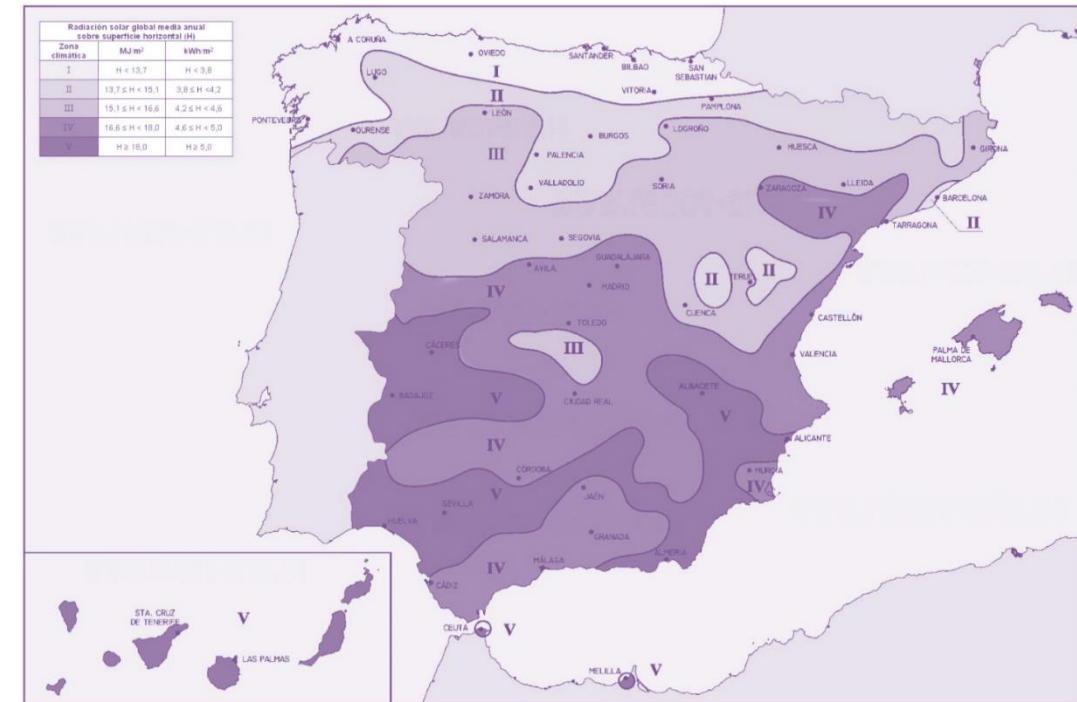 Radiación solar global media anual
sobre superficie horizontal (H)
Zona climática MJ/m² kWh/m²
I H < 13,7 H < 3,8
II 13,7 ≤ H < 15,1 3,8 ≤ H <4,2
III 15,1 ≤ H < 16,6 4,2 ≤ H < 4,6
IV 16,6 ≤ H < 18,0 4,6 ≤ H < 5,0
V H ≥ 18,0 H ≥ 5,0
A CORUÑA
OVIEDO
SANTANDER
BILBAO
SAN SEBASTIAN
LUGO
I
VITORIA
II
PAMPLONA
PONTEVEDRA
OURENSE
LEÓN
BURGOS
LOGROÑO
HUESCA
GIRONA
III
PALENCIA
VALLADOLID
ZAMORA
SORIA
ZARAGOZA
LLEIDA
BARCELONA
IV
TARRAGONA
II
SALAMANCA
SEGOVIA
AVILA
GUADALAJARA
II
II
IV
MADRID
CUENCA
CASTELLÓN
TOLEDO
III
CÁCERES
VALENCIA
PALMA DE MALLORCA
IV
BADAJOZ
V
CIUDAD REAL
ALBACETE
V
ALICANTE
IV
CÓRDOBA
MURCIA
IV
V
JAÉN
SEVILLA
HUELVA
GRANADA
ALMERIA
MÁLAGA
IV
CÁDIZ
CEUTA
V
MELILLA
V
STA. CRUZ
DE TENERIFE
V
LAS PALMAS